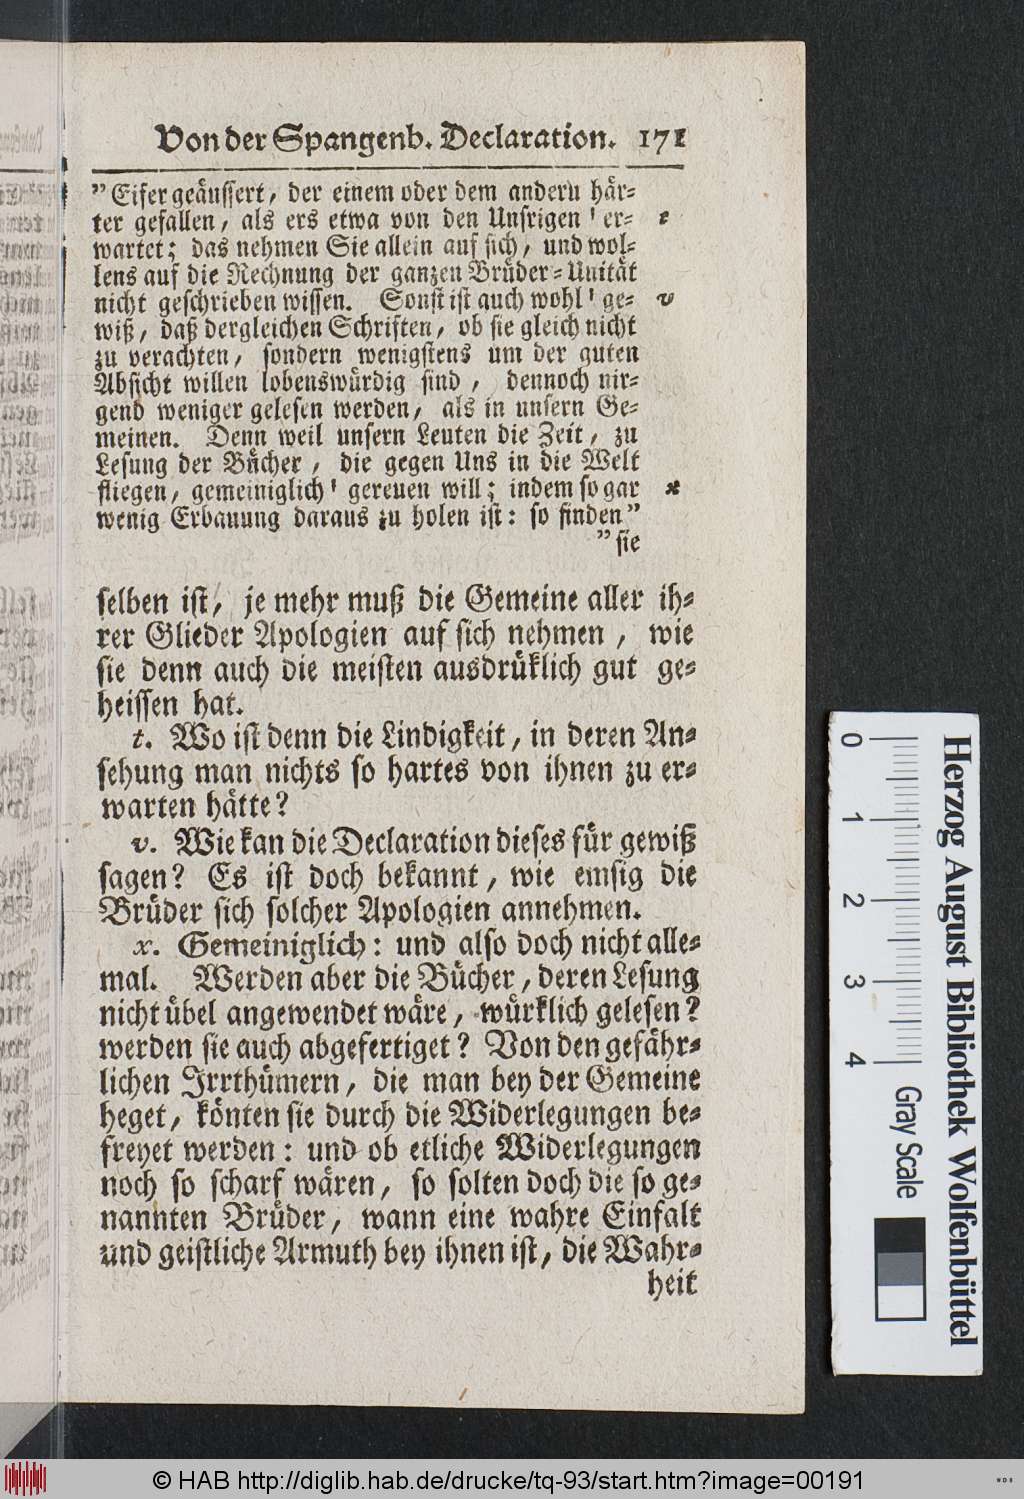 Von der Spangenb. Declaration. 171
"Eifer geäussert, der einem oder dem andern här-
ter gefallen, als ers etwa von den Unsrigen ' er- t
wartet; das nehmen Sie allein auf sich, und wol-
lens auf die Rechnung der ganzen Brüder-Unität
nicht geschrieben wissen. Sonst ist auch wohl ' ge- v
wiß, daß dergleichen Schriften, ob sie gleich nicht
zu verachten, sondern wenigstens um der guten
Absicht willen lobenswürdig sind, dennoch nir-
gend weniger gelesen werden, als in unsern Ge-
meinen. Denn weil unsern Leuten die Zeit, zu
Lesung der Bücher, die gegen Uns in die Welt
fliegen, gemeiniglich ' gereuen will; indem so gar x
wenig Erbauung daraus zu holen ist: so finden"
"sie
selben ist, je mehr muß die Gemeine aller ih-
rer Glieder Apologien auf sich nehmen, wie
sie denn auch die meisten ausdrüklich gut ge-
heissen hat.
t. Wo ist denn die Lindigkeit, in deren An-
sehung man nichts so hartes von ihnen zu er-
warten hätte?
v. Wie kan die Declaration dieses für gewiß
sagen? Es ist doch bekannt, wie emsig die
Brüder sich solcher Apologien annehmen.
x. Gemeiniglich: und also doch nicht alle-
mal. Werden aber die Bücher, deren Lesung
nicht übel angewendet wäre, würklich gelesen?
werden sie auch abgefertiget? Von den gefähr-
lichen Irrthümern, die man bey der Gemeine
heget, könten sie durch die Widerlegungen be-
freyet werden: und ob etliche Widerlegungen
noch so scharf wären, so solten doch die so ge-
nannten Brüder, wann eine wahre Einfalt
und geistliche Armuth bey ihnen ist, die Wahr-
heit
0 1 2 3 4
Gray Scale
Herzog August Bibliothek Wolfenbüttel
© HAB http://diglib.hab.de/drucke/tq-93/start.htm?image=00191